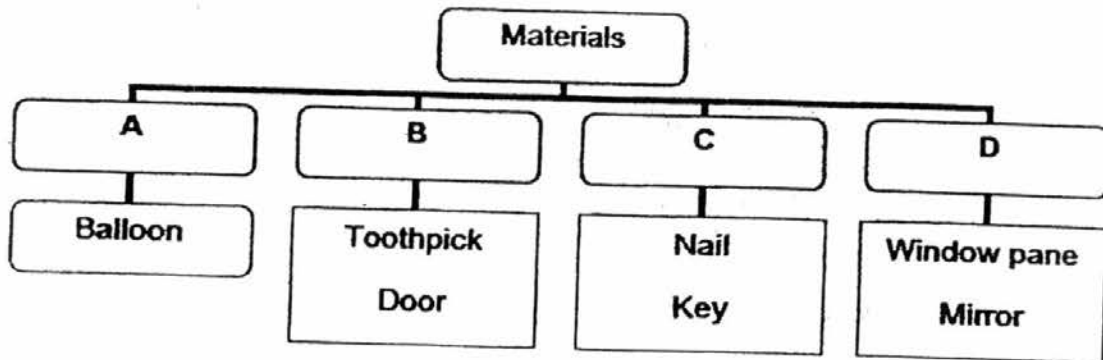 Materials
A
B
C
D
Balloon
Toothpick
Door
Nail
Key
Window pane
Mirror